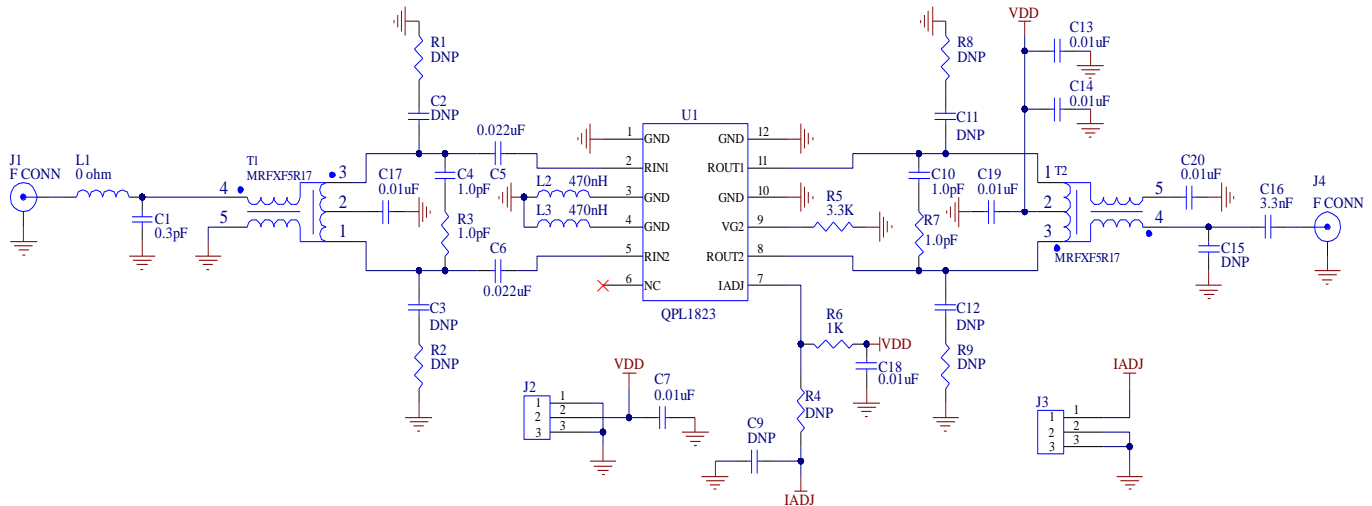 J1
F CONN
L1
0 ohm
C1
0.3pF
T1
MRFXF5R17
4
5
3
2
1
C17
0.01uF
R1
DNP
C2
DNP
C4
1.0pF
R3
1.0pF
C3
DNP
R2
DNP
0.022uF
C5
C6
0.022uF
L2
470nH
L3
470nH
U1
1
GND
2
RIN1
3
GND
4
GND
5
RIN2
6
NC
GND
12
ROUT1
11
GND
10
VG2
9
ROUT2
8
IADJ
7
QPL1823
R5
3.3K
R6
1K
VDD
C18
0.01uF
R4
DNP
C9
DNP
IADJ
J2
1
2
3
1
2
3
VDD
C7
0.01uF
R8
DNP
C11
DNP
C10
1.0pF
R7
1.0pF
C12
DNP
R9
DNP
VDD
C13
0.01uF
C14
0.01uF
C19
0.01uF
T2
1
2
3
5
4
MRFXF5R17
C20
0.01uF
C16
3.3nF
C15
DNP
J4
F CONN
J3
1
2
3
1
2
3
IADJ